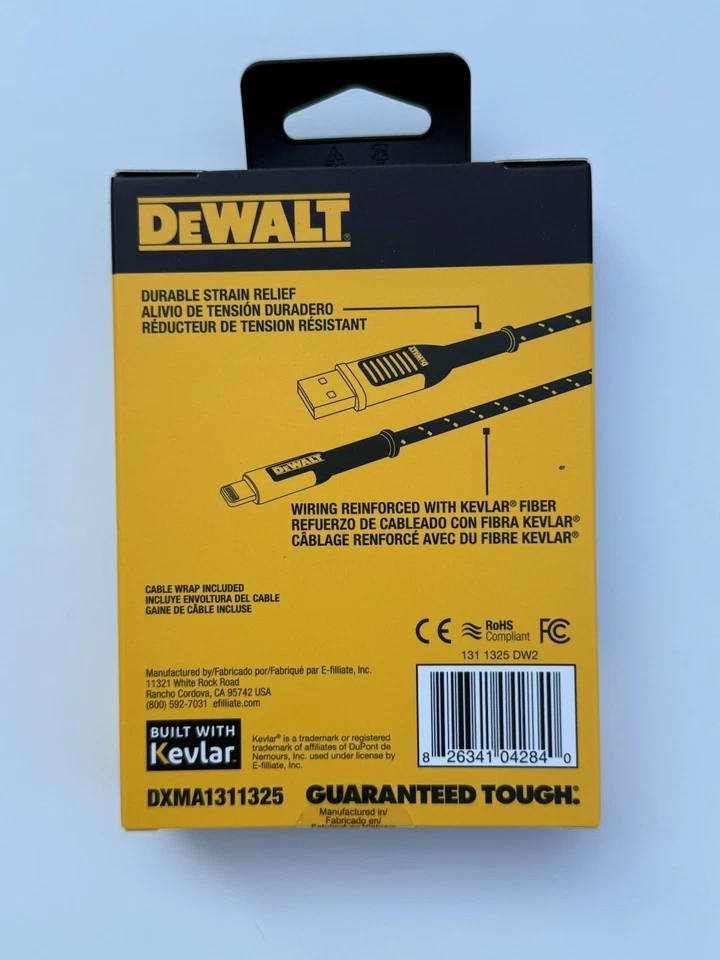 DEWALT®
DURABLE STRAIN RELIEF
ALIVIO DE TENSIÓN DURADERO
RÉDUCTEUR DE TENSION RÉSISTANT
DEWALT
DEWALT
WIRING REINFORCED WITH KEVLAR® FIBER
REFUERZO DE CABLEADO CON FIBRA KEVLAR®
CÂBLAGE RENFORCÉ AVEC DU FIBRE KEVLAR®
CABLE WRAP INCLUDED
INCLUYE ENVOLTURA DEL CABLE
GAINE DE CÂBLE INCLUSE
CE RoHS Compliant FC
131 1325 DW2
Manufactured by/Fabricado por/Fabriqué par E-filliate, Inc.
11321 White Rock Road
Rancho Cordova, CA 95742 USA
(800) 592-7031 efilliate.com
8 26341 04284 0
BUILT WITH
Kevlar
Kevlar® is a trademark or registered
trademark of affiliates of DuPont de
Nemours, Inc. used under license by
E-filliate, Inc.
DXMA1311325 GUARANTEED TOUGH.®
Manufactured in/
Fabricado en/
Fabriqué en Vietnam